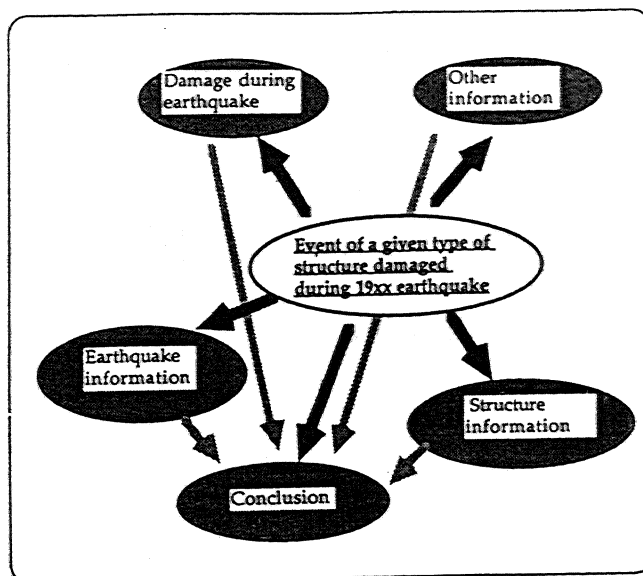 Damage during
earthquake
Other
information
Event of a given type of
structure damaged
during 19xx earthquake
Earthquake
information
Structure
information
Conclusion